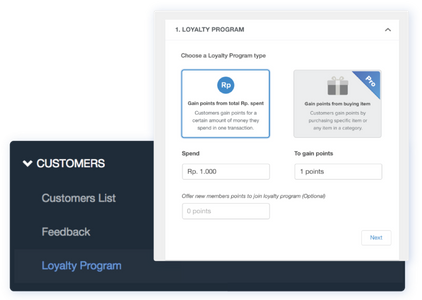 1. LOYALTY PROGRAM
Choose a Loyalty Program type
Rp
Gain points from total Rp. spent
Customers gain points for a
certain amount of money they
spend in one transaction.
Pro
Gain points from buying item
Customers gain points by
purchasing specific item or
any item in a category.
Spend
To gain points
Rp. 1.000
1 points
Offer new members points to join loyalty program (Optional)
0 points
Next
CUSTOMERS
Customers List
Feedback
Loyalty Program